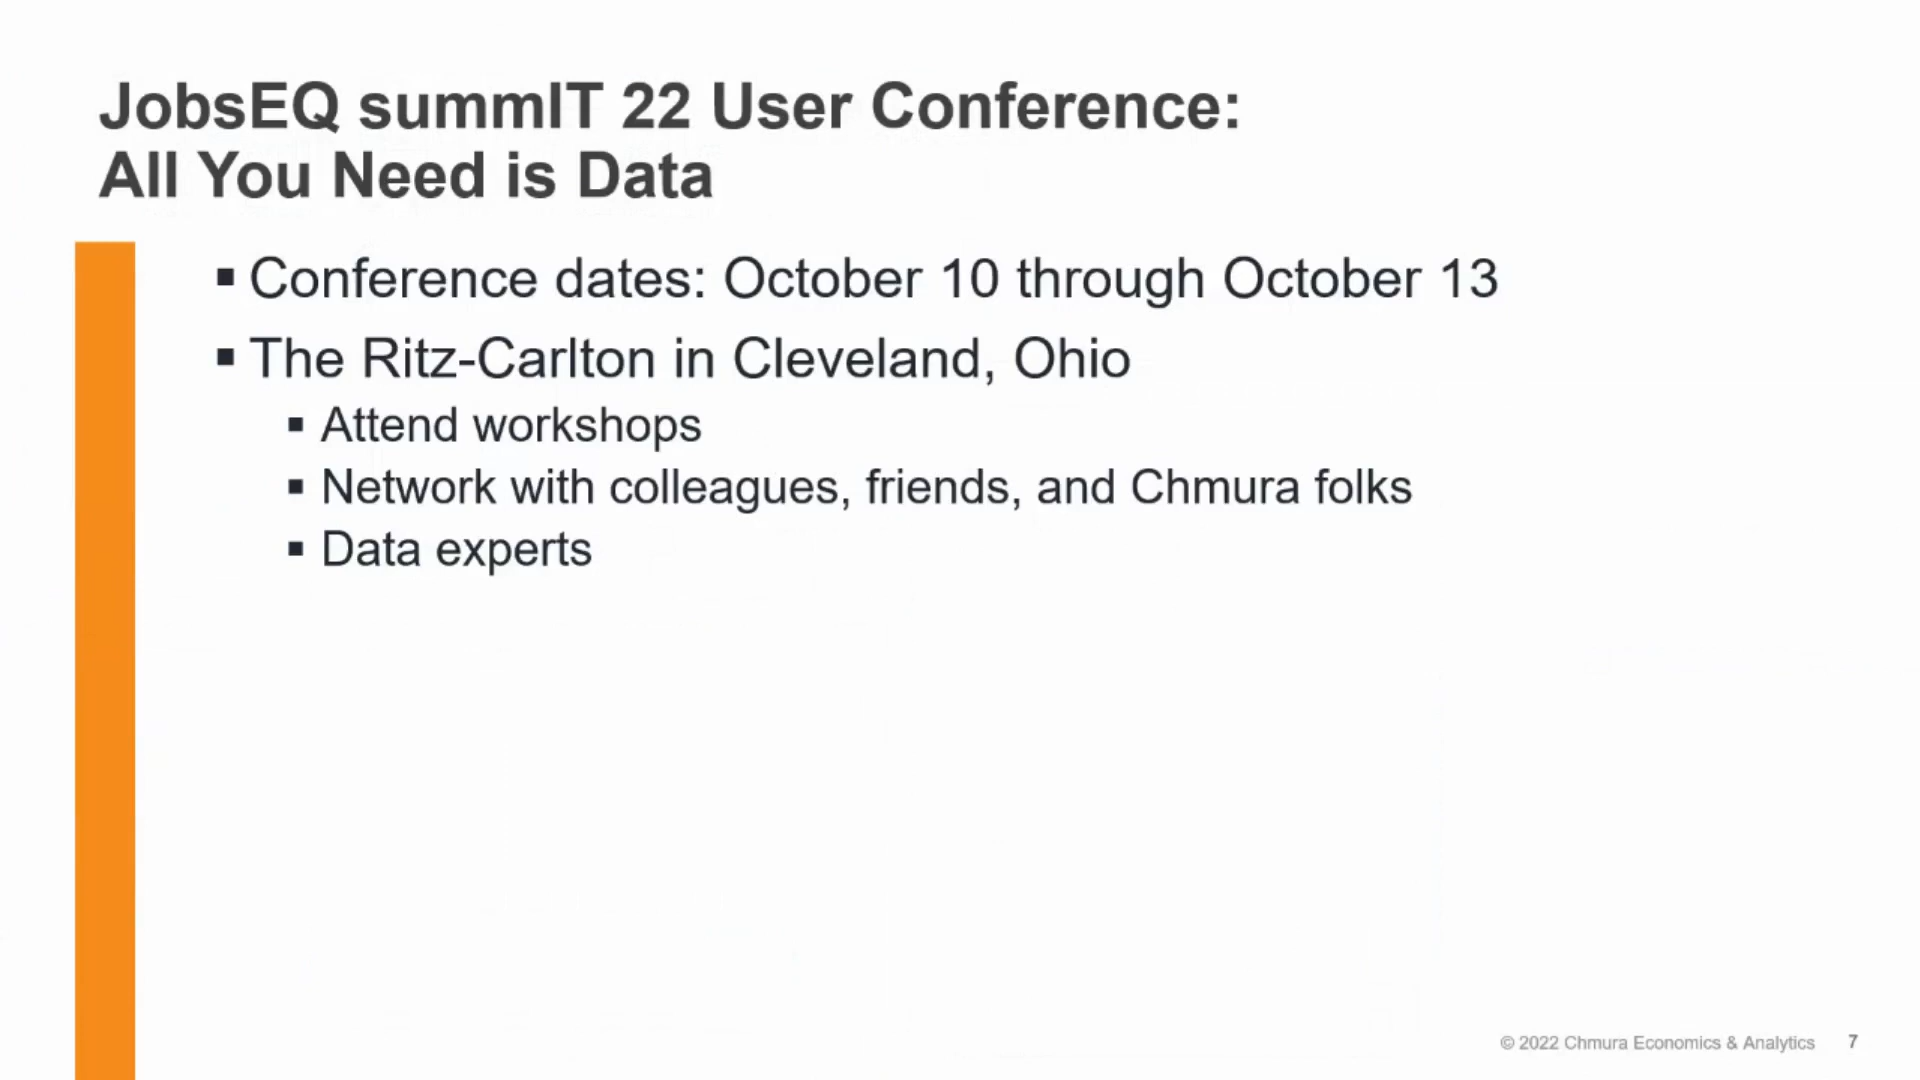 JobsEQ summIT 22 User Conference:
All You Need is Data
▪ Conference dates: October 10 through October 13
▪ The Ritz-Carlton in Cleveland, Ohio
▪ Attend workshops
▪ Network with colleagues, friends, and Chmura folks
▪ Data experts
© 2022 Chmura Economics & Analytics 7